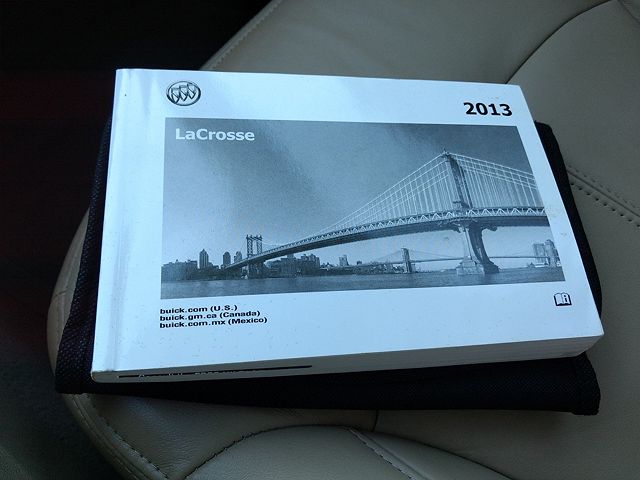 2013
LaCrosse
buick.com (U.S.)
buick.gm.ca (Canada)
buick.com.mx (Mexico)